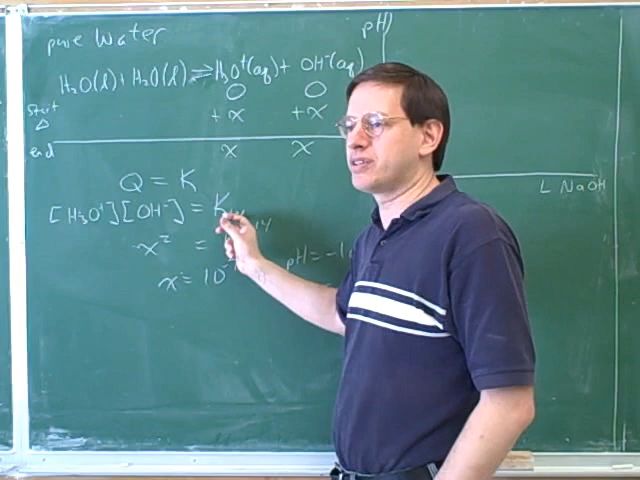 pure water
H₂O(l) + H₂O(l) ⇌ H₃O⁺(aq) + OH⁻(aq)
start 0 0
Δ +x +x
end x x
Q = K
[H₃O⁺][OH⁻] = Kw
x² =
x = 10⁻
pH = -l
pH
L NaOH